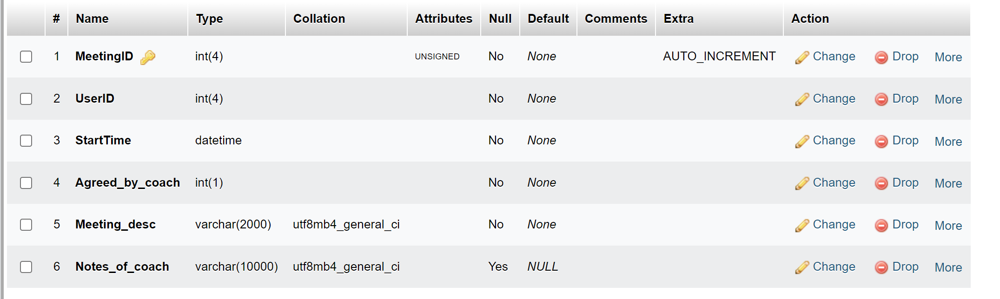 # Name Type Collation Attributes Null Default Comments Extra Action
1 MeetingID int(4) UNSIGNED No None AUTO_INCREMENT Change Drop More
2 UserID int(4) No None Change Drop More
3 StartTime datetime No None Change Drop More
4 Agreed_by_coach int(1) No None Change Drop More
5 Meeting_desc varchar(2000) utf8mb4_general_ci No None Change Drop More
6 Notes_of_coach varchar(10000) utf8mb4_general_ci Yes NULL Change Drop More